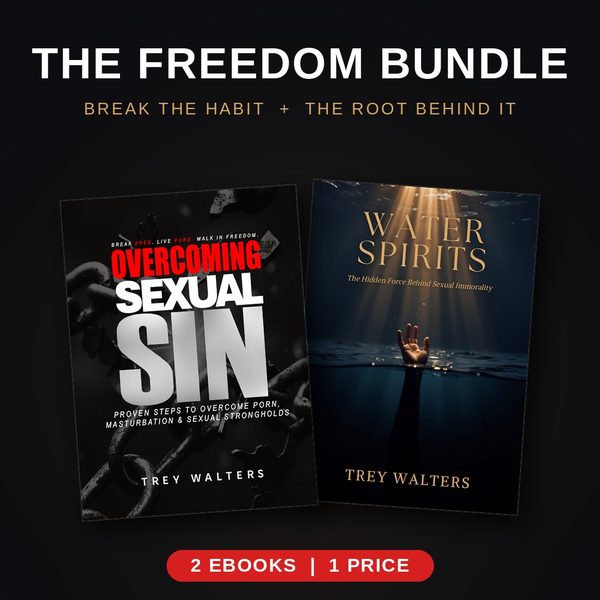 THE FREEDOM BUNDLE
BREAK THE HABIT + THE ROOT BEHIND IT
BREAK FREE. LIVE PURE. WALK IN FREEDOM.
OVERCOMING
SEXUAL
SIN
PROVEN STEPS TO OVERCOME PORN,
MASTURBATION & SEXUAL STRONGHOLDS
TREY WALTERS
WATER
SPIRITS
The Hidden Force Behind Sexual Immorality
TREY WALTERS
2 EBOOKS | 1 PRICE